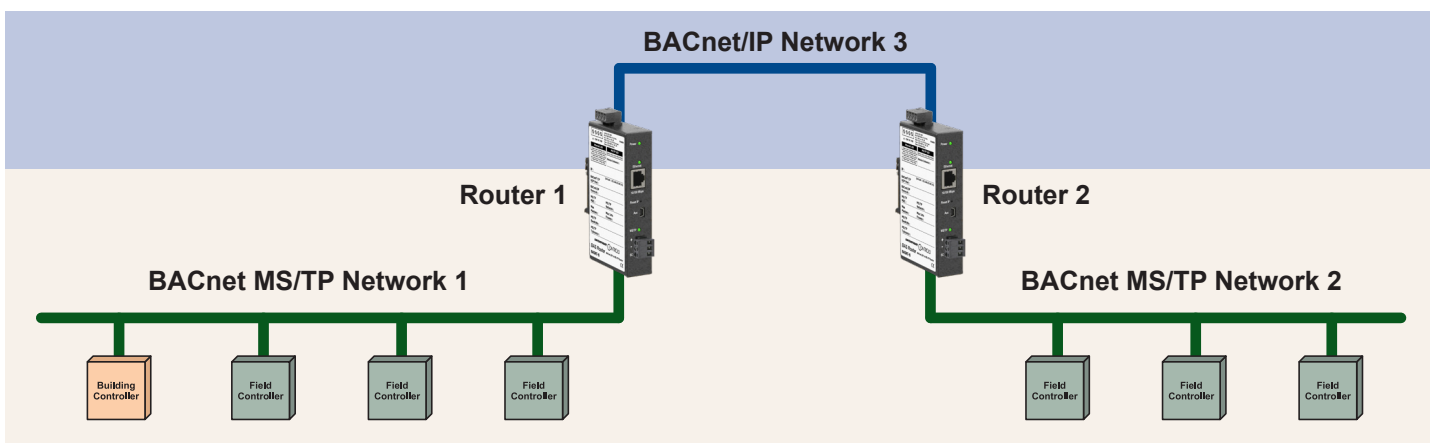 BACnet/IP Network 3
Router 1
Router 2
BACnet MS/TP Network 1
BACnet MS/TP Network 2
Building
Controller
Field
Controller
Field
Controller
Field
Controller
Field
Controller
Field
Controller
Field
Controller